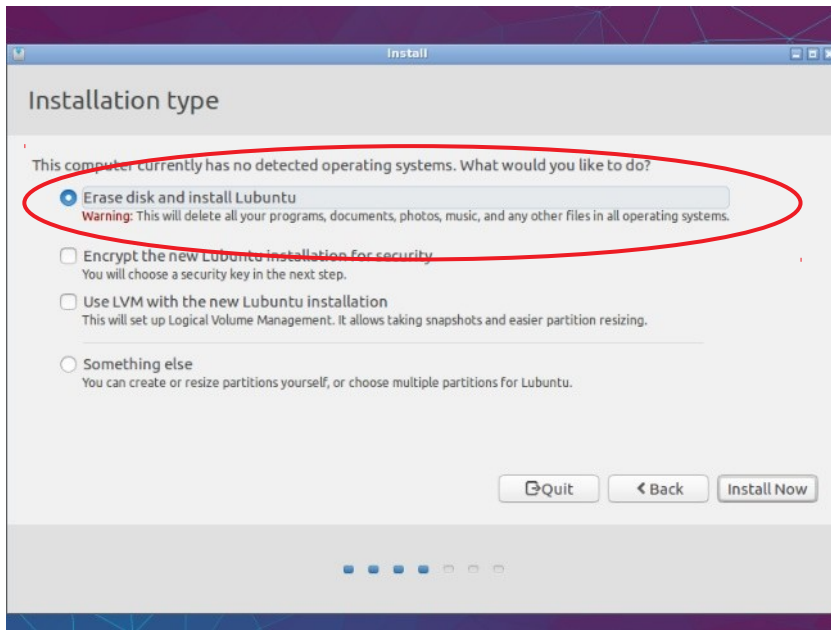 Install
Installation type
This computer currently has no detected operating systems. What would you like to do?
Erase disk and install Lubuntu
Warning: This will delete all your programs, documents, photos, music, and any other files in all operating systems.
Encrypt the new Lubuntu installation for security
You will choose a security key in the next step.
Use LVM with the new Lubuntu installation
This will set up Logical Volume Management. It allows taking snapshots and easier partition resizing.
Something else
You can create or resize partitions yourself, or choose multiple partitions for Lubuntu.
Quit
Back
Install Now